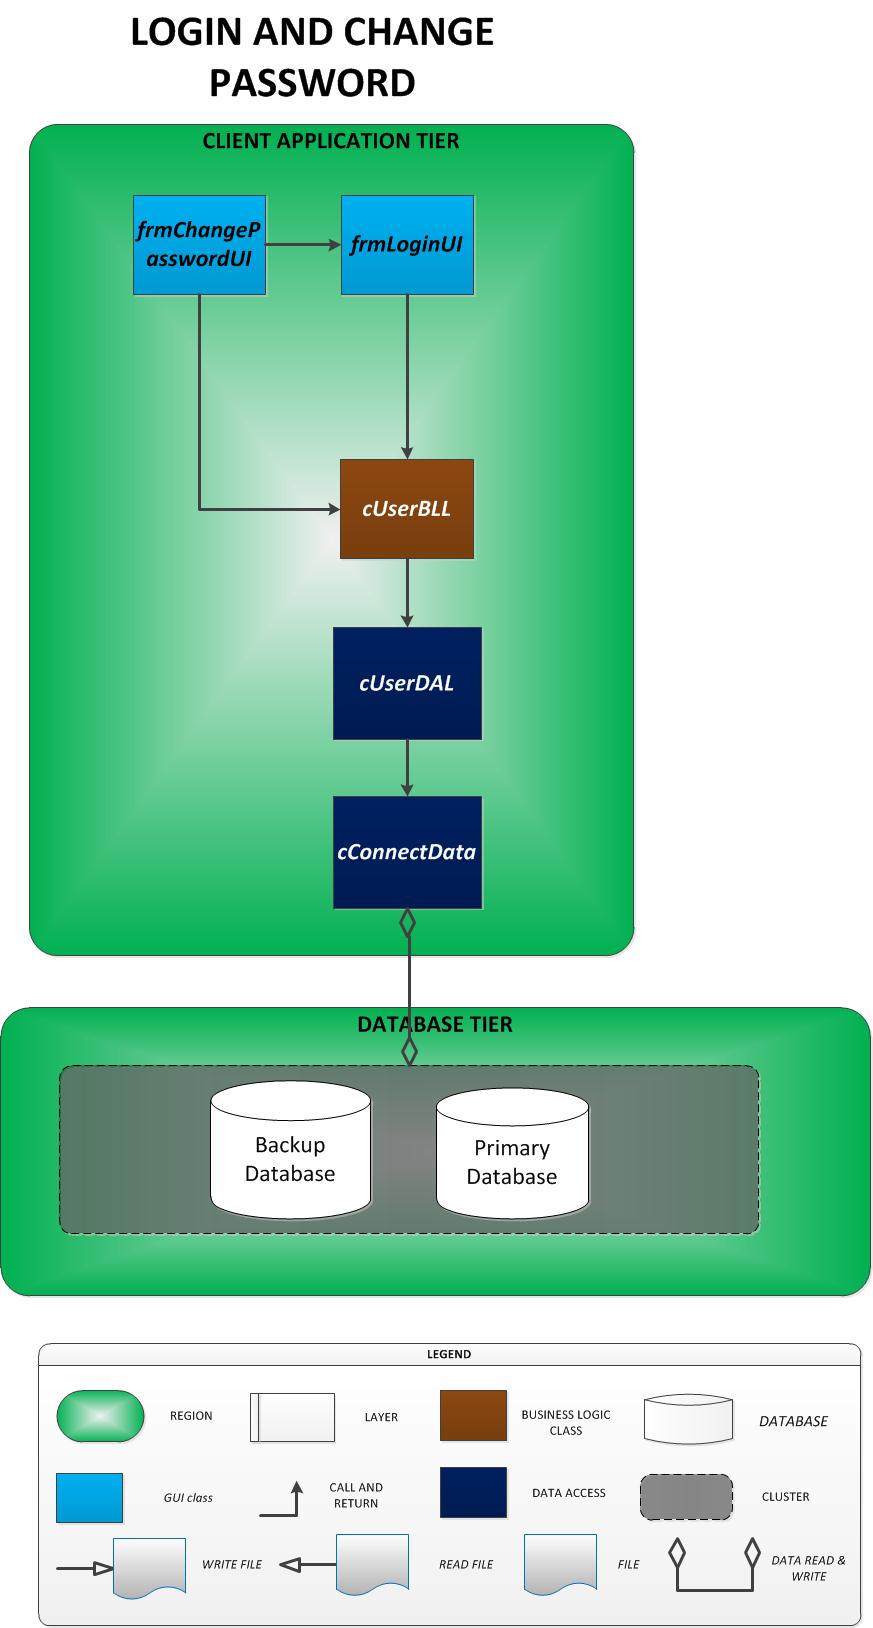 LOGIN AND CHANGE
PASSWORD
CLIENT APPLICATION TIER
frmChangeP
asswordUI
frmLoginUI
cUserBLL
cUserDAL
cConnectData
DATABASE TIER
Backup
Database
Primary
Database
LEGEND
REGION
LAYER
BUSINESS LOGIC
CLASS
DATABASE
GUI class
CALL AND
RETURN
DATA ACCESS
CLUSTER
WRITE FILE
READ FILE
FILE
DATA READ &
WRITE